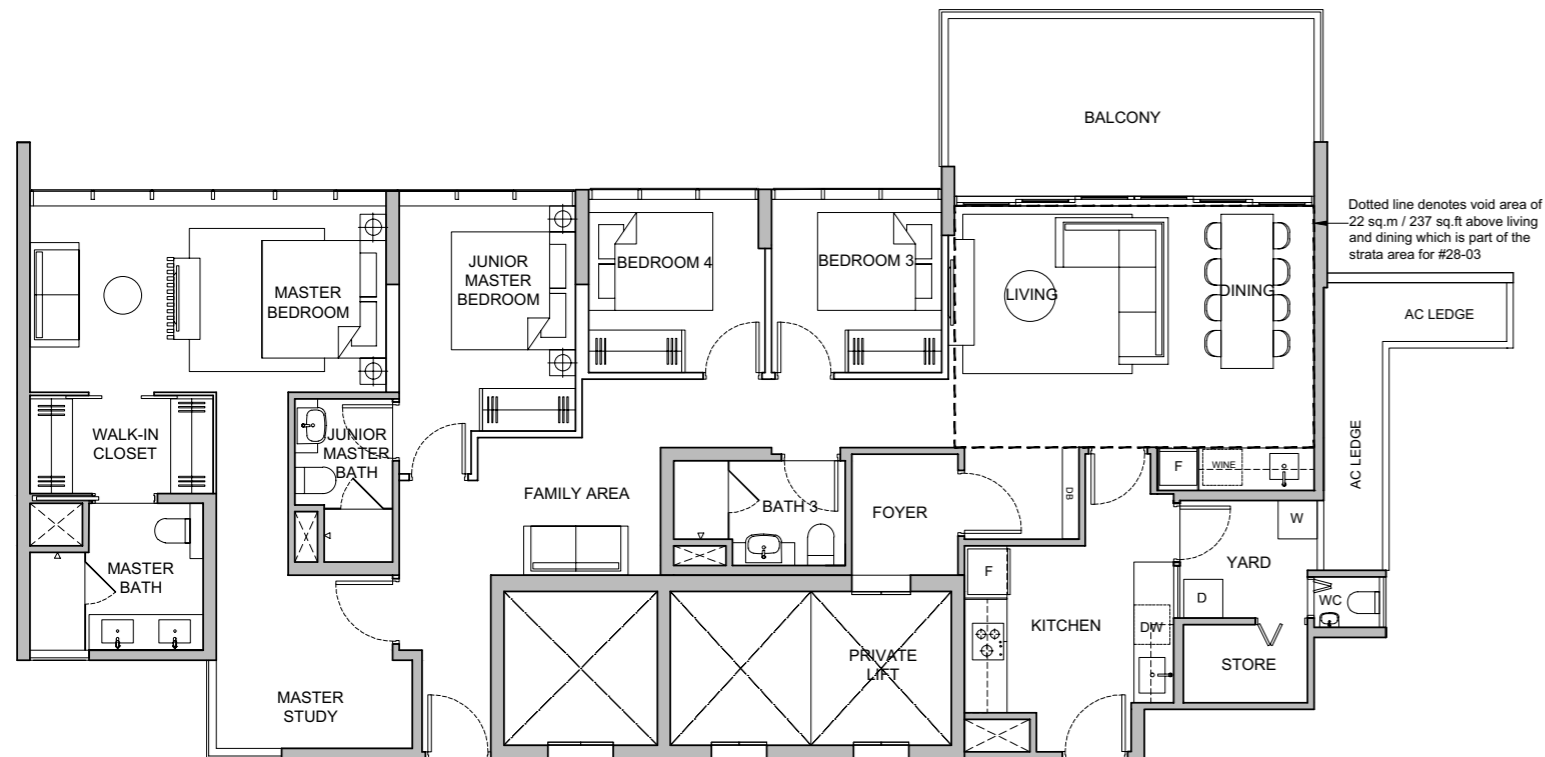 BALCONY
Dotted line denotes void area of
22 sq.m / 237 sq.ft above living
and dining which is part of the
strata area for #28-03
MASTER
BEDROOM
JUNIOR
MASTER
BEDROOM
BEDROOM 4
BEDROOM 3
LIVING
DINING
AC LEDGE
AC LEDGE
WALK-IN
CLOSET
JUNIOR
MASTER
BATH
FAMILY AREA
BATH 3
FOYER
DB
F
WINE
W
YARD
MASTER
BATH
F
D
WC
KITCHEN
DW
STORE
PRIVATE
LIFT
MASTER
STUDY